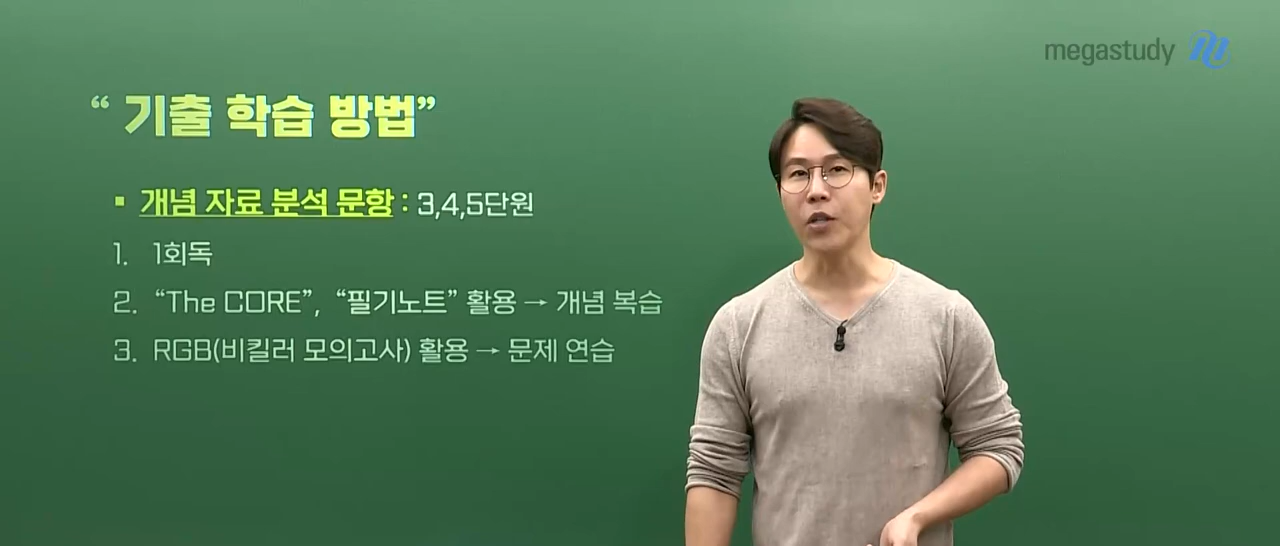 megastudy
“ 기출 학습 방법”
▪ 개념 자료 분석 문항 : 3,4,5단원
1. 1회독
2. “The CORE”, “필기노트” 활용 → 개념 복습
3. RGB(비킬러 모의고사) 활용 → 문제 연습